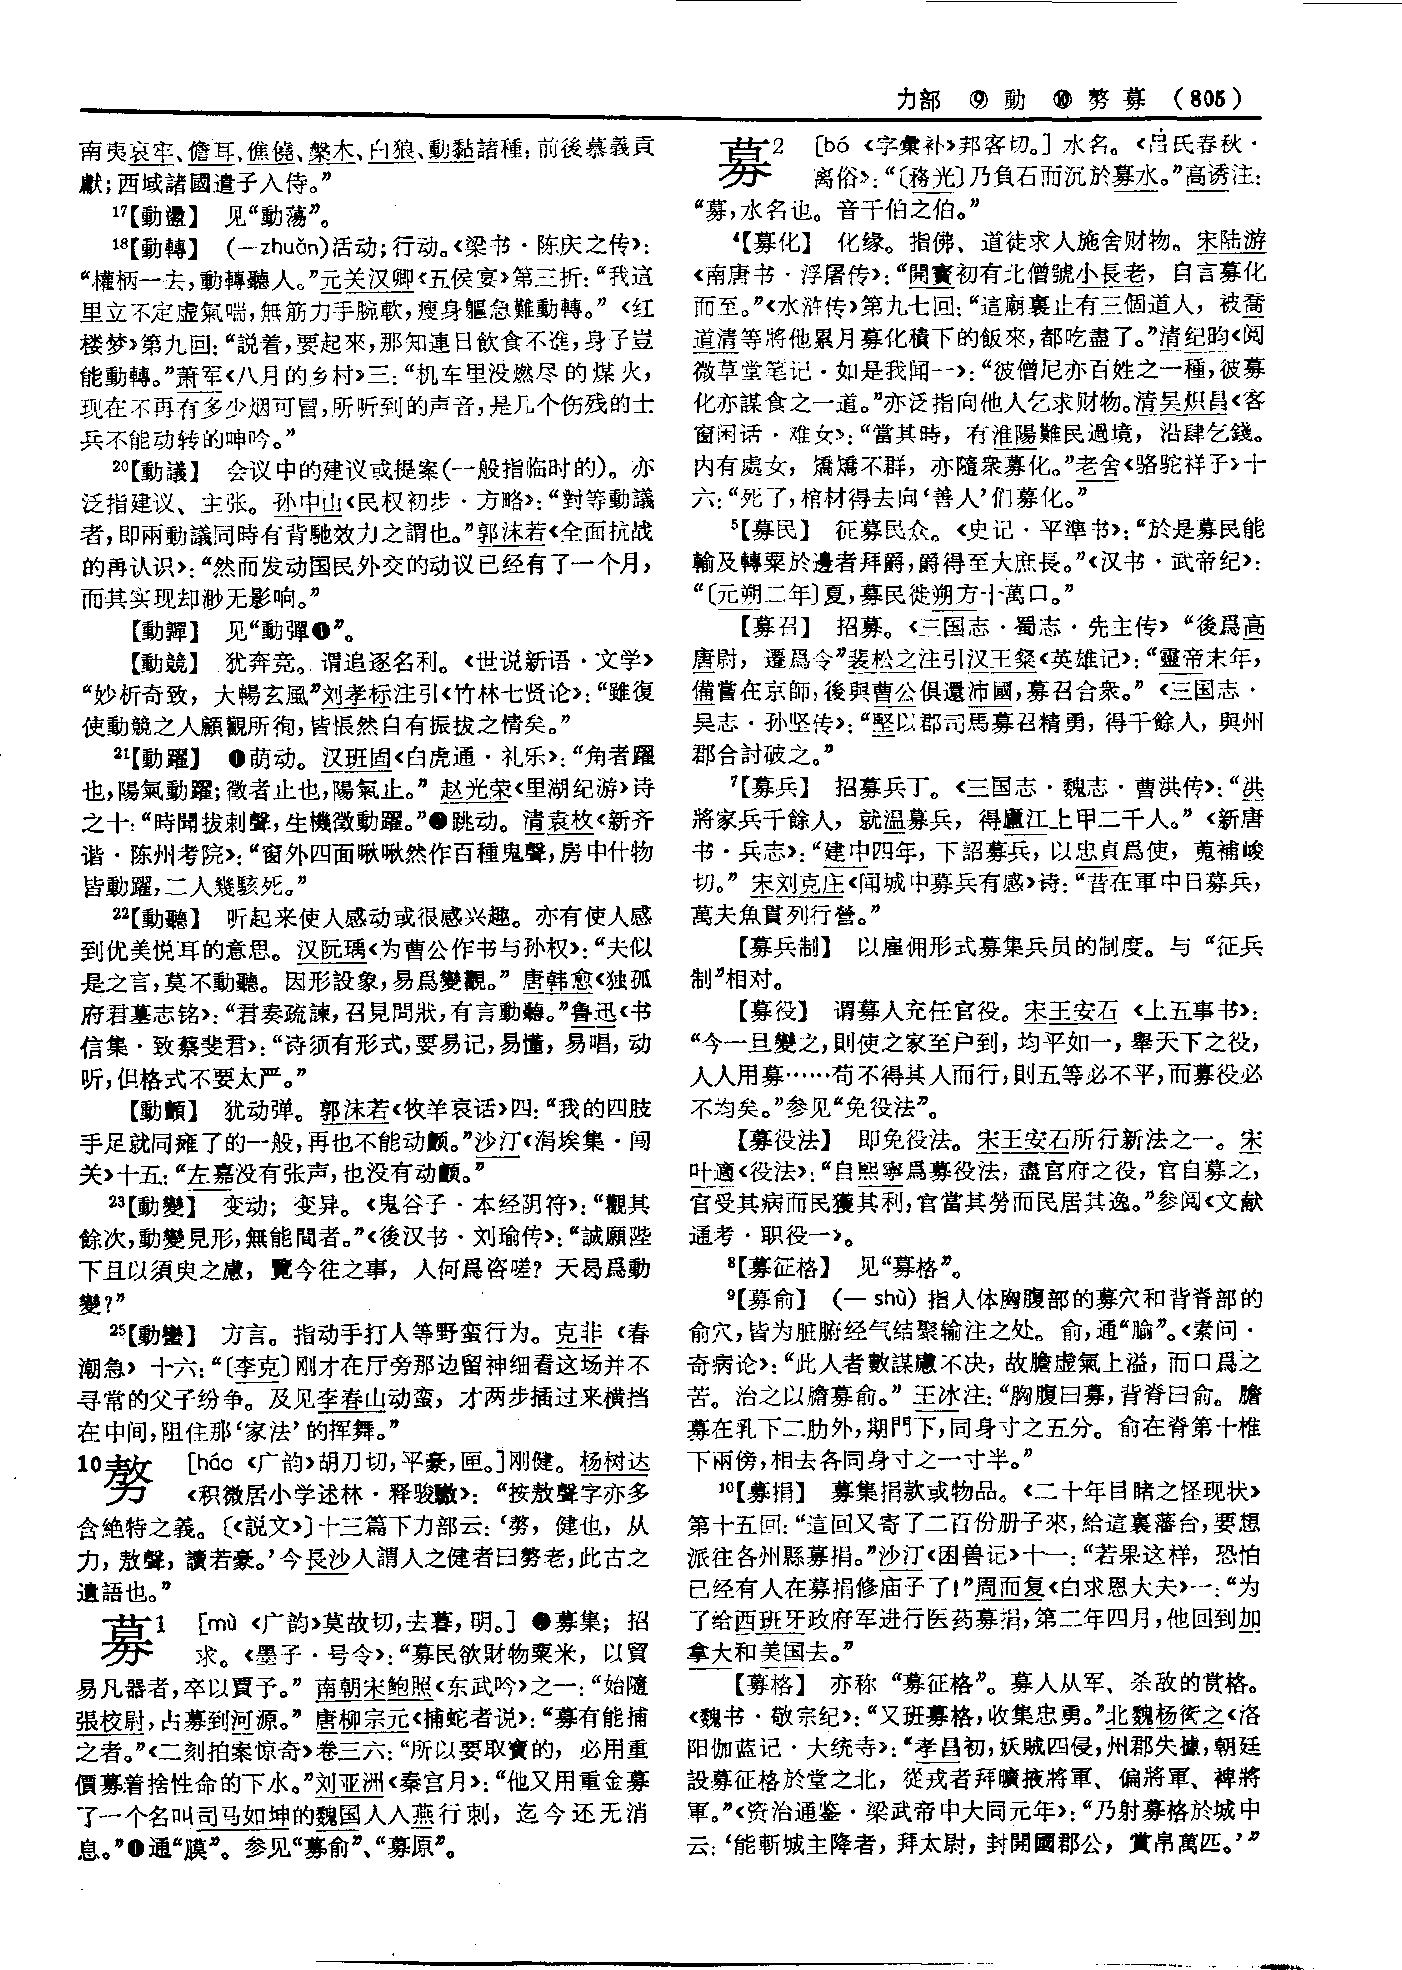 力部 ⑨動 ⑩勢募 (805)
南夷哀牢、儋耳、僬僥、槃木、白狼、動黏諸種，前後慕義貢
獻；西域諸國遣子入侍。”
17【動盪】 见“動荡”。
18【動轉】 (—zhuǎn)活动；行动。《梁书·陈庆之传》：
“權柄一去，動轉聽人。”元关汉卿《五侯宴》第三折：“我這
里立不定虚氣喘，無筋力手腕軟，瘦身軀急難動轉。”《红
楼梦》第九回：“説着，要起來，那知連日飲食不進，身子豈
能動轉。”萧军《八月的乡村》三：“机车里没燃尽的煤火，
现在不再有多少烟可冒，所听到的声音，是几个伤残的士
兵不能动转的呻吟。”
20【動議】 会议中的建议或提案(一般指临时的)。亦
泛指建议、主张。孙中山《民权初步·方略》：“對等動議
者，即兩動議同時有背馳效力之謂也。”郭沫若《全面抗战
的再认识》：“然而发动国民外交的动议已经有了一个月，
而其实现却渺无影响。”
【動嚲】 见“動彈❶”。
【動競】 犹奔竞。谓追逐名利。《世说新语·文学》
“妙析奇致，大暢玄風”刘孝标注引《竹林七贤论》：“雖復
使動競之人顧觀所徇，皆悵然自有振拔之情矣。”
21【動躍】 ❶萌动。汉班固《白虎通·礼乐》：“角者躍
也，陽氣動躍；徵者止也，陽氣止。”赵光荣《里湖纪游》诗
之十：“時聞拔剌聲，生機徵動躍。”❷跳动。清袁枚《新齐
谐·陈州考院》：“窗外四面啾啾然作百種鬼聲，房中什物
皆動躍，二人幾駭死。”
22【動聽】 听起来使人感动或很感兴趣。亦有使人感
到优美悦耳的意思。汉阮瑀《为曹公作书与孙权》：“夫似
是之言，莫不動聽。因形設象，易爲變觀。”唐韩愈《独孤
府君墓志铭》：“君奏疏諫，召見問狀，有言動聽。”鲁迅《书
信集·致蔡斐君》：“诗须有形式，要易记，易懂，易唱，动
听，但格式不要太严。”
【動顫】 犹动弹。郭沫若《牧羊哀话》四：“我的四肢
手足就同瘫了的一般，再也不能动颤。”沙汀《涓埃集·闯
关》十五：“左嘉没有张声，也没有动颤。”
23【動變】 变动；变异。《鬼谷子·本经阴符》：“觀其
餘次，動變見形，無能間者。”《後汉书·刘瑜传》：“誠願陛
下且以須臾之慮，覽今往之事，人何爲咨嗟？天曷爲動
變？”
25【動蠻】 方言。指动手打人等野蛮行为。克非《春
潮急》十六：“〔李克〕刚才在厅旁那边留神细看这场并不
寻常的父子纷争。及见李春山动蛮，才两步插过来横挡
在中间，阻住那‘家法’的挥舞。”
10勢 [háo 《广韵》胡刀切，平豪，匣。]刚健。杨树达
《积微居小学述林·释骏驐》：“按敖聲字亦多
含絶特之義。〔《説文》〕十三篇下力部云：‘勢，健也，从
力，敖聲，讀若豪。’今長沙人謂人之健者曰勢老，此古之
遺語也。”
募1 [mù 《广韵》莫故切，去暮，明。] ❶募集；招
求。《墨子·号令》：“募民欲財物粟米，以貿
易凡器者，卒以賈予。”南朝宋鲍照《东武吟》之一：“始隨
張校尉，占募到河源。”唐柳宗元《捕蛇者说》：“募有能捕
之者。”《二刻拍案惊奇》卷三六：“所以要取寳的，必用重
價募着捨性命的下水。”刘亚洲《秦宫月》：“他又用重金募
了一个名叫司马如坤的魏国人入燕行刺，迄今还无消
息。”❶通“膜”。参见“募俞”、“募原”。
募2 [bó 《字彙补》邦客切。] 水名。《吕氏春秋·
离俗》：“〔務光〕乃負石而沉於募水。”高诱注：
“募，水名也。音千伯之伯。”
4【募化】 化缘。指佛、道徒求人施舍财物。宋陆游
《南唐书·浮屠传》：“開寶初有北僧號小長老，自言募化
而至。”《水浒传》第九七回：“這廟裏止有三個道人，被喬
道清等將他累月募化積下的飯來，都吃盡了。”清纪昀《阅
微草堂笔记·如是我闻一》：“彼僧尼亦百姓之一種，彼募
化亦謀食之一道。”亦泛指向他人乞求财物。清吴炽昌《客
窗闲话·难女》：“當其時，有淮陽難民過境，沿肆乞錢。
内有處女，矯矯不群，亦隨衆募化。”老舍《骆驼祥子》十
六：“死了，棺材得去向‘善人’们募化。”
5【募民】 征募民众。《史记·平準书》：“於是募民能
輸及轉粟於邊者拜爵，爵得至大庶長。”《汉书·武帝纪》：
“〔元朔二年〕夏，募民徙朔方十萬口。”
【募召】 招募。《三国志·蜀志·先主传》“後爲高
唐尉，遷爲令”裴松之注引汉王粲《英雄记》：“靈帝末年，
備嘗在京師，後與曹公俱還沛國，募召合衆。”《三国志·
吴志·孙坚传》：“堅以郡司馬募召精勇，得千餘人，與州
郡合討破之。”
7【募兵】 招募兵丁。《三国志·魏志·曹洪传》：“洪
將家兵千餘人，就温募兵，得廬江上甲二千人。”《新唐
书·兵志》：“建中四年，下詔募兵，以忠貞爲使，蒐補峻
切。”宋刘克庄《闻城中募兵有感》诗：“昔在軍中日募兵，
萬夫魚貫列行營。”
【募兵制】 以雇佣形式募集兵员的制度。与“征兵
制”相对。
【募役】 谓募人充任官役。宋王安石《上五事书》：
“今一旦變之，則使之家至户到，均平如一，舉天下之役，
人人用募……苟不得其人而行，則五等必不平，而募役必
不均矣。”参见“免役法”。
【募役法】 即免役法。宋王安石所行新法之一。宋
叶適《役法》：“自熙寧爲募役法，盡官府之役，官自募之，
官受其病而民獲其利，官當其勞而民居其逸。”参阅《文献
通考·职役一》。
8【募征格】 见“募格”。
9【募俞】 (—shù) 指人体胸腹部的募穴和背脊部的
俞穴，皆为脏腑经气结聚输注之处。俞，通“腧”。《素问·
奇病论》：“此人者數謀慮不决，故膽虚氣上溢，而口爲之
苦。治之以膽募俞。”王冰注：“胸腹曰募，背脊曰俞。膽
募在乳下二肋外，期門下，同身寸之五分。俞在脊第十椎
下兩傍，相去各同身寸之一寸半。”
10【募捐】 募集捐款或物品。《二十年目睹之怪现状》
第十五回：“這回又寄了二百份册子來，給這裏藩台，要想
派往各州縣募捐。”沙汀《困兽记》十一：“若果这样，恐怕
已经有人在募捐修庙子了！”周而复《白求恩大夫》一：“为
了给西班牙政府军进行医药募捐，第二年四月，他回到加
拿大和美国去。”
【募格】 亦称“募征格”。募人从军、杀敌的赏格。
《魏书·敬宗纪》：“又班募格，收集忠勇。”北魏杨衒之《洛
阳伽蓝记·大统寺》：“孝昌初，妖賊四侵，州郡失據，朝廷
設募征格於堂之北，從戎者拜曠掖將軍、偏將軍、裨將
軍。”《资治通鉴·梁武帝中大同元年》：“乃射募格於城中
云：‘能斬城主降者，拜太尉，封開國郡公，賞帛萬匹。’”